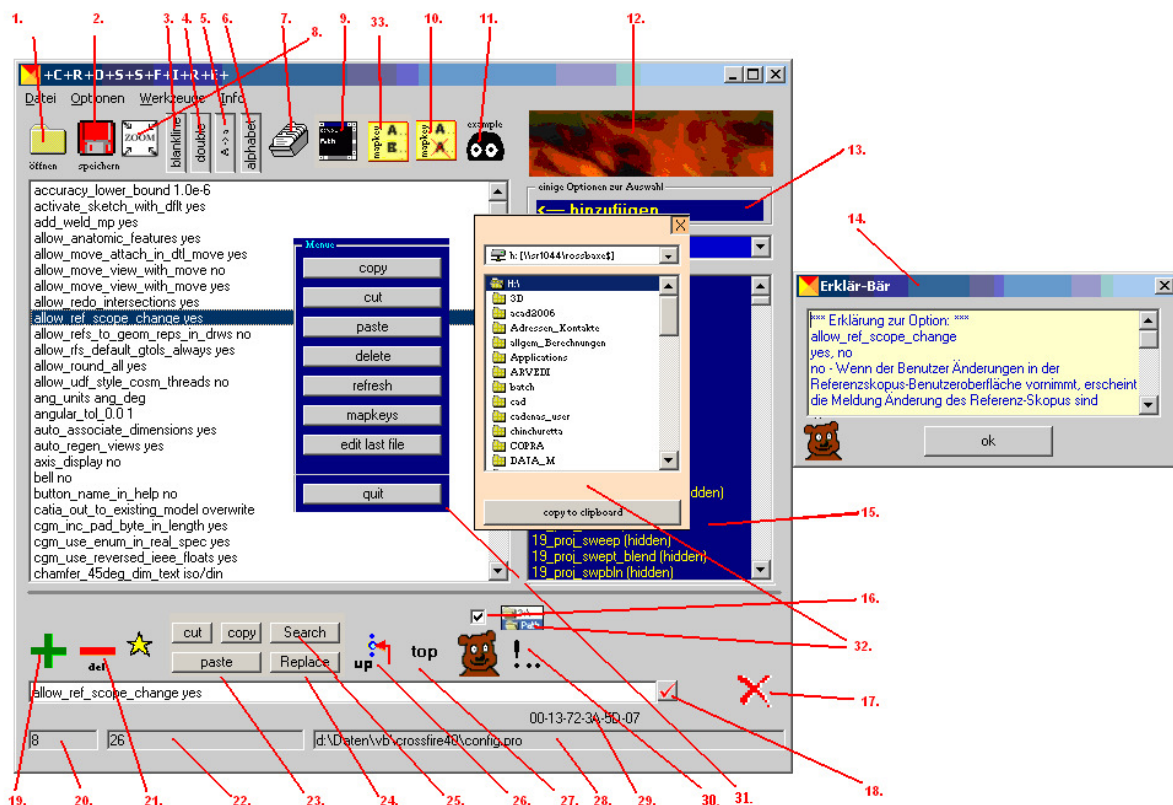 1. 2. 3. 4. 5. 6. 7. 8. 9. 33. 10. 11. 12.
+C+R+O+S+S+F+I+R+E+
Datei Optionen Werkzeuge Info
öffnen
speichern
ZOOM
blankline
double
A -> a
alphabet
Path
mapkey A B
mapkey A A
example
accuracy_lower_bound 1.0e-6
activate_sketch_with_dflt yes
add_weld_mp yes
allow_anatomic_features yes
allow_move_attach_in_dtl_move yes
allow_move_view_with_move no
allow_move_view_with_move yes
allow_redo_intersections yes
allow_ref_scope_change yes
allow_refs_to_geom_reps_in_drws no
allow_rfs_default_gtols_always yes
allow_round_all yes
allow_udf_style_cosm_threads no
ang_units ang_deg
angular_tol_0.0 1
auto_associate_dimensions yes
auto_regen_views yes
axis_display no
bell no
button_name_in_help no
catia_out_to_existing_model overwrite
cgm_inc_pad_byte_in_length yes
cgm_use_enum_in_real_spec yes
cgm_use_reversed_ieee_floats yes
chamfer_45deg_dim_text iso/din
Menue
copy
cut
paste
delete
refresh
mapkeys
edit last file
quit
einige Optionen zur Auswahl
<--- hinzufügen
13.
h: [\\sr1044\rossbaxe$]
H:\
3D
acad2006
Adressen_Kontakte
allgem_Berechnungen
Applications
ARVEDI
batch
cad
cadenas_user
chinchuretta
COPRA
DATA_M
copy to clipboard
dden)
19_proj_sweep (hidden)
19_proj_swept_blend (hidden)
19_proj_swpbln (hidden)
14.
Erklär-Bär
*** Erklärung zur Option: ***
allow_ref_scope_change
yes, no
no - Wenn der Benutzer Änderungen in der
Referenzskopus-Benutzeroberfläche vornimmt, erscheint
die Meldung Änderung des Referenz-Skopus sind
ok
15.
16.
32.
17.
18.
def
cut copy Search
paste Replace
up
top
Path
!...
allow_ref_scope_change yes
00-13-72-3A-5D-07
8
26
d:\Daten\vb\crossfire40\config.pro
19. 20. 21. 22. 23. 24. 25. 26. 27. 28. 29. 30. 31.